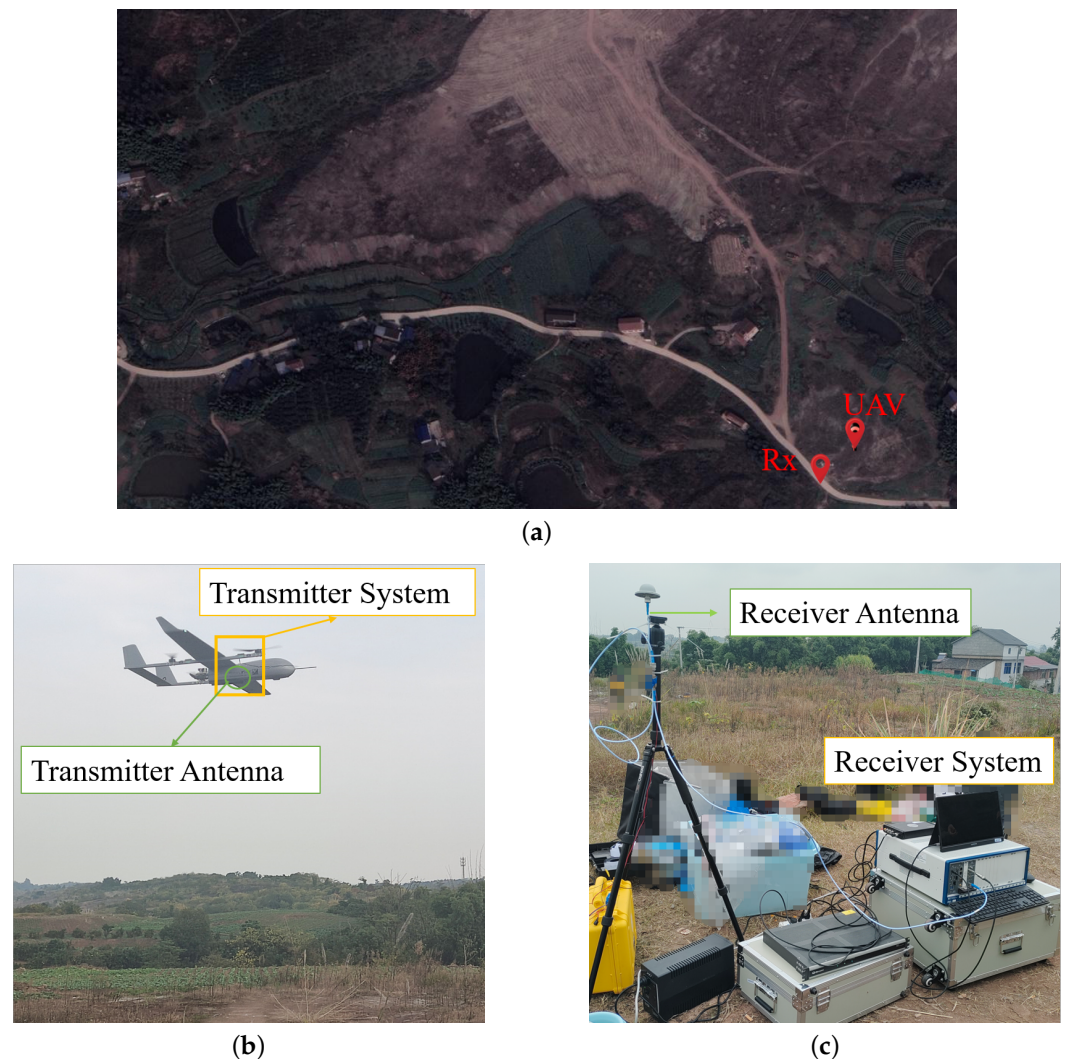 UAV
Rx
(a)
Transmitter System
Transmitter Antenna
(b)
Receiver Antenna
Receiver System
(c)